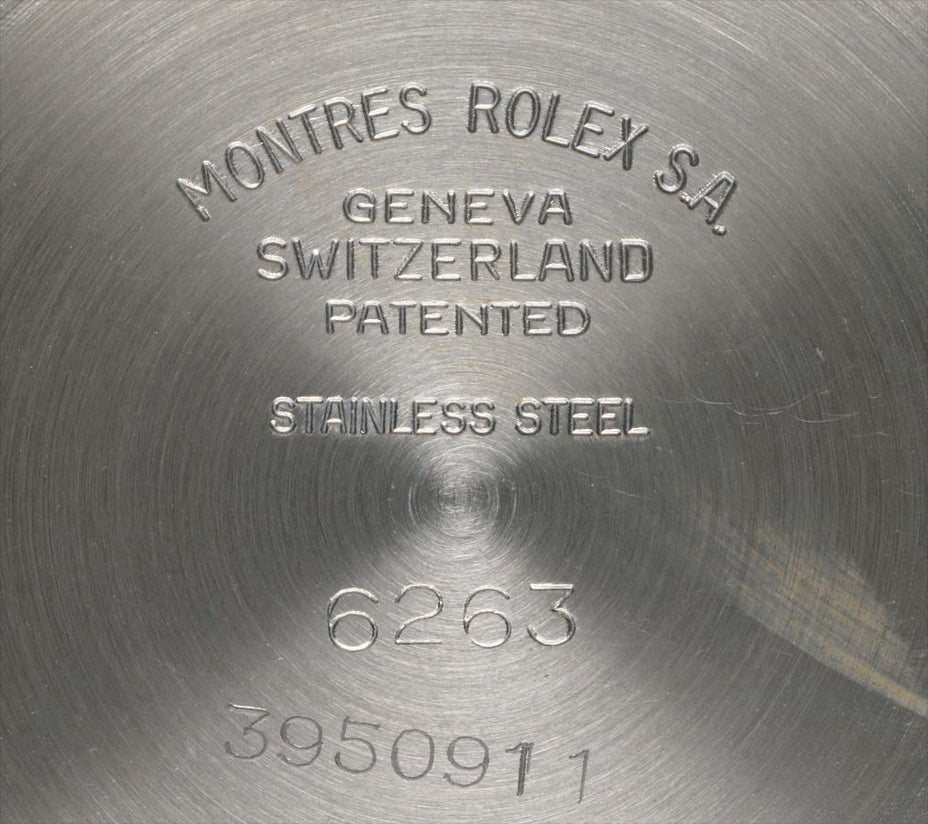 MONTRES ROLEX S.A.
GENEVA
SWITZERLAND
PATENTED
STAINLESS STEEL
6263
3950911